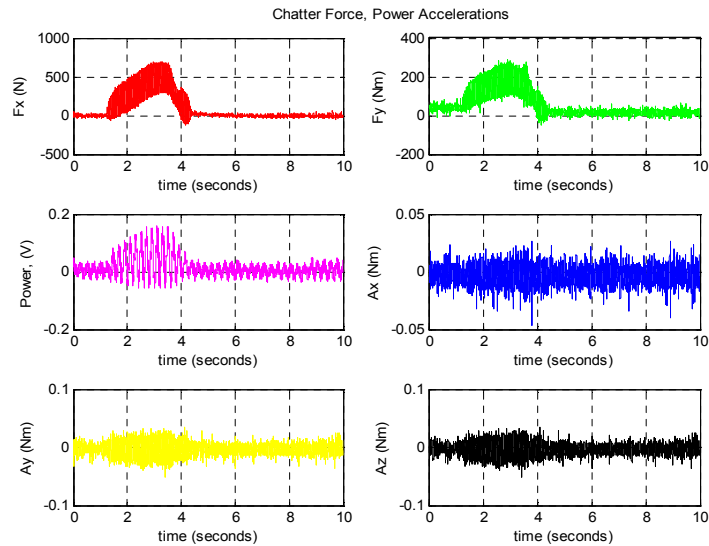 Chatter Force, Power Accelerations
1000
500
0
-500
Fx (N)
0 2 4 6 8 10
time (seconds)
400
200
0
-200
Fy (Nm)
0 2 4 6 8 10
time (seconds)
0.2
0
-0.2
Power, (V)
0 2 4 6 8 10
time (seconds)
0.05
0
-0.05
Ax (Nm)
0 2 4 6 8 10
time (seconds)
0.1
0
-0.1
Ay (Nm)
0 2 4 6 8 10
time (seconds)
0.1
0
-0.1
Az (Nm)
0 2 4 6 8 10
time (seconds)